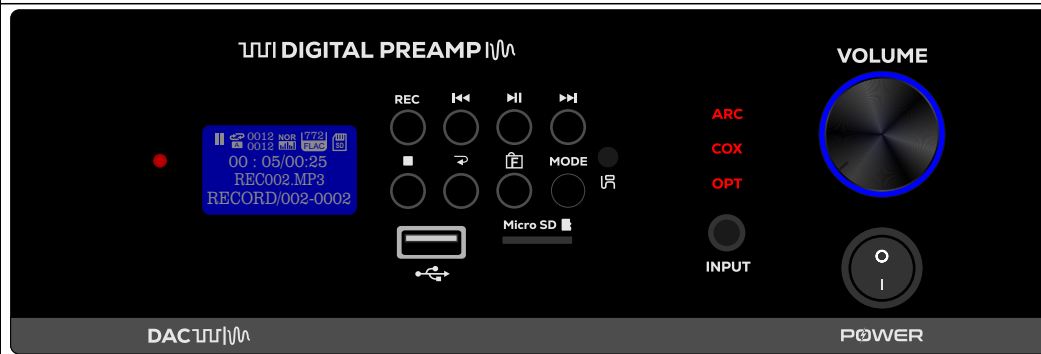 DIGITAL PREAMP
VOLUME
REC
ARC
COX
OPT
0012 NOR 772
A 0012 FLAC SD
00 : 05/00:25
REC002.MP3
RECORD/002-0002
F
MODE
Micro SD
INPUT
O
I
DAC
POWER